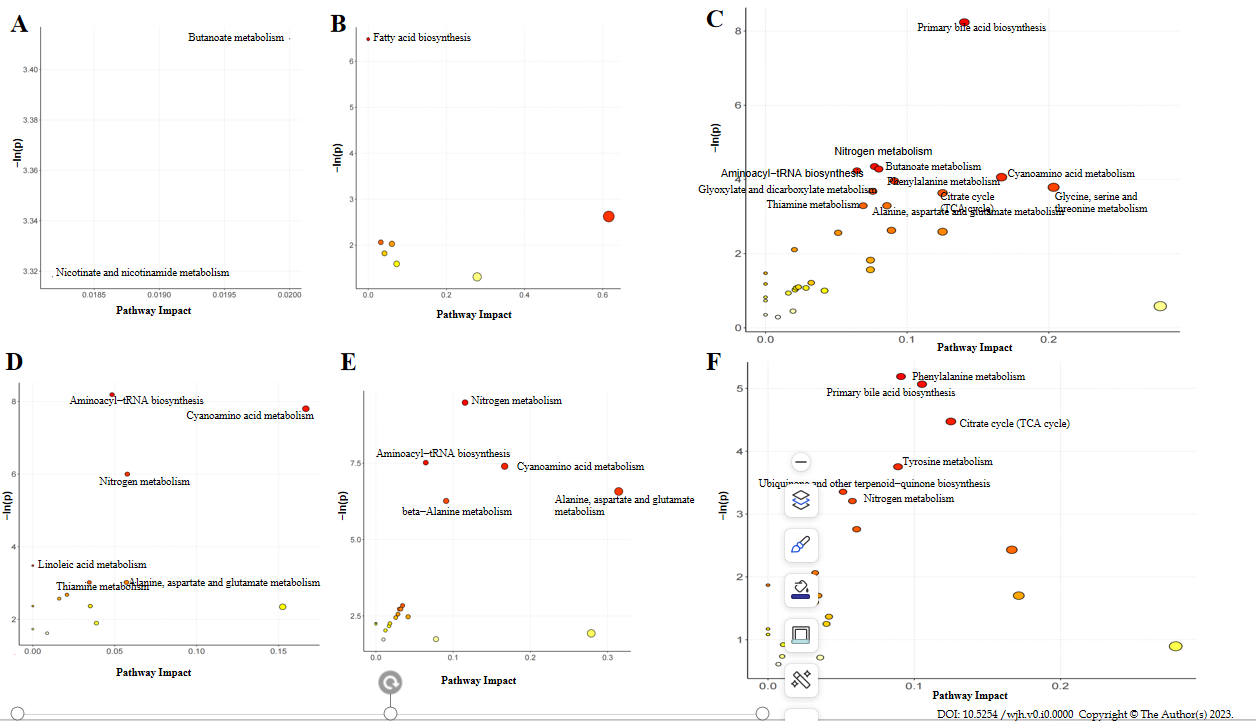 A
Butanoate metabolism
3.40
3.38
3.36
3.34
3.32
−ln(p)
Nicotinate and nicotinamide metabolism
0.0185
0.0190
0.0195
0.0200
Pathway Impact
B
Fatty acid biosynthesis
6
5
4
3
2
−ln(p)
0.0
0.2
0.4
0.6
Pathway Impact
C
8
6
4
2
0
−ln(p)
Primary bile acid biosynthesis
Nitrogen metabolism
Butanoate metabolism
Aminoacyl−tRNA biosynthesis
Cyanoamino acid metabolism
Phenylalanine metabolism
Glyoxylate and dicarboxylate metabolism
Citrate cycle
(TCA cycle)
Glycine, serine and
threonine metabolism
Thiamine metabolism
Alanine, aspartate and glutamate metabolism
0.0
0.1
0.2
Pathway Impact
D
8
6
4
2
−ln(p)
Aminoacyl−tRNA biosynthesis
Cyanoamino acid metabolism
Nitrogen metabolism
Linoleic acid metabolism
Thiamine metabolism
Alanine, aspartate and glutamate metabolism
0.00
0.05
0.10
0.15
Pathway Impact
E
7.5
5.0
2.5
−ln(p)
Nitrogen metabolism
Aminoacyl−tRNA biosynthesis
Cyanoamino acid metabolism
Alanine, aspartate and glutamate
metabolism
beta−Alanine metabolism
0.0
0.1
0.2
0.3
Pathway Impact
F
5
4
3
2
1
−ln(p)
Phenylalanine metabolism
Primary bile acid biosynthesis
Citrate cycle (TCA cycle)
Tyrosine metabolism
Ubiquinone and other terpenoid−quinone biosynthesis
Nitrogen metabolism
0.0
0.1
0.2
Pathway Impact
DOI: 10.5254 /wjh.v0.i0.0000 Copyright © The Author(s) 2023.